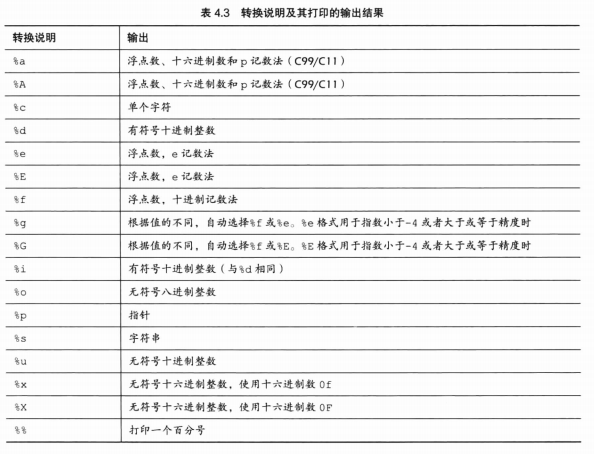 表 4.3 转换说明及其打印的输出结果
转换说明 输出
%a 浮点数、十六进制数和 p 记数法（C99/C11）
%A 浮点数、十六进制数和 p 记数法（C99/C11）
%c 单个字符
%d 有符号十进制整数
%e 浮点数，e 记数法
%E 浮点数，e 记数法
%f 浮点数，十进制记数法
%g 根据值的不同，自动选择%f 或%e。%e 格式用于指数小于-4 或者大于或等于精度时
%G 根据值的不同，自动选择%f 或%E。%E 格式用于指数小于-4 或者大于或等于精度时
%i 有符号十进制整数（与%d 相同）
%o 无符号八进制整数
%p 指针
%s 字符串
%u 无符号十进制整数
%x 无符号十六进制整数，使用十六进制数 0f
%X 无符号十六进制整数，使用十六进制数 0F
%% 打印一个百分号